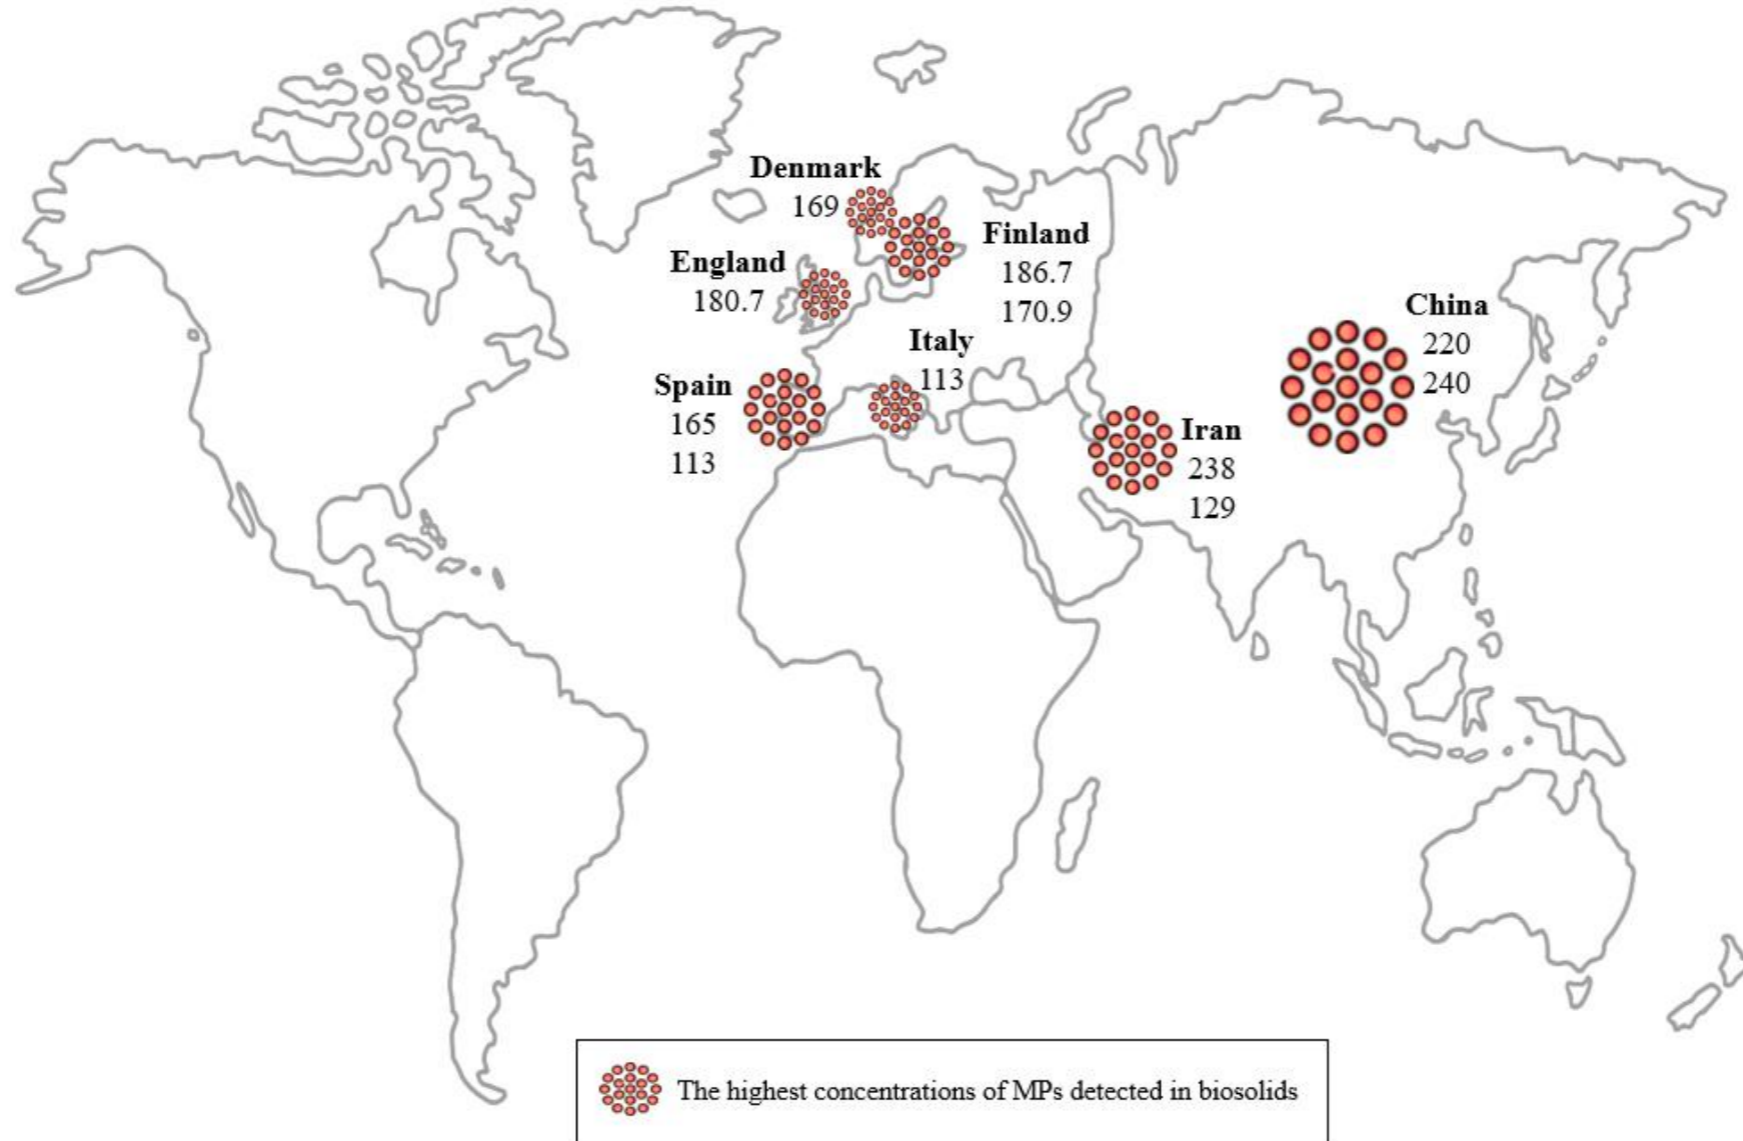 Denmark
169
Finland
186.7
170.9
England
180.7
China
220
240
Italy
113
Spain
165
113
Iran
238
129
The highest concentrations of MPs detected in biosolids